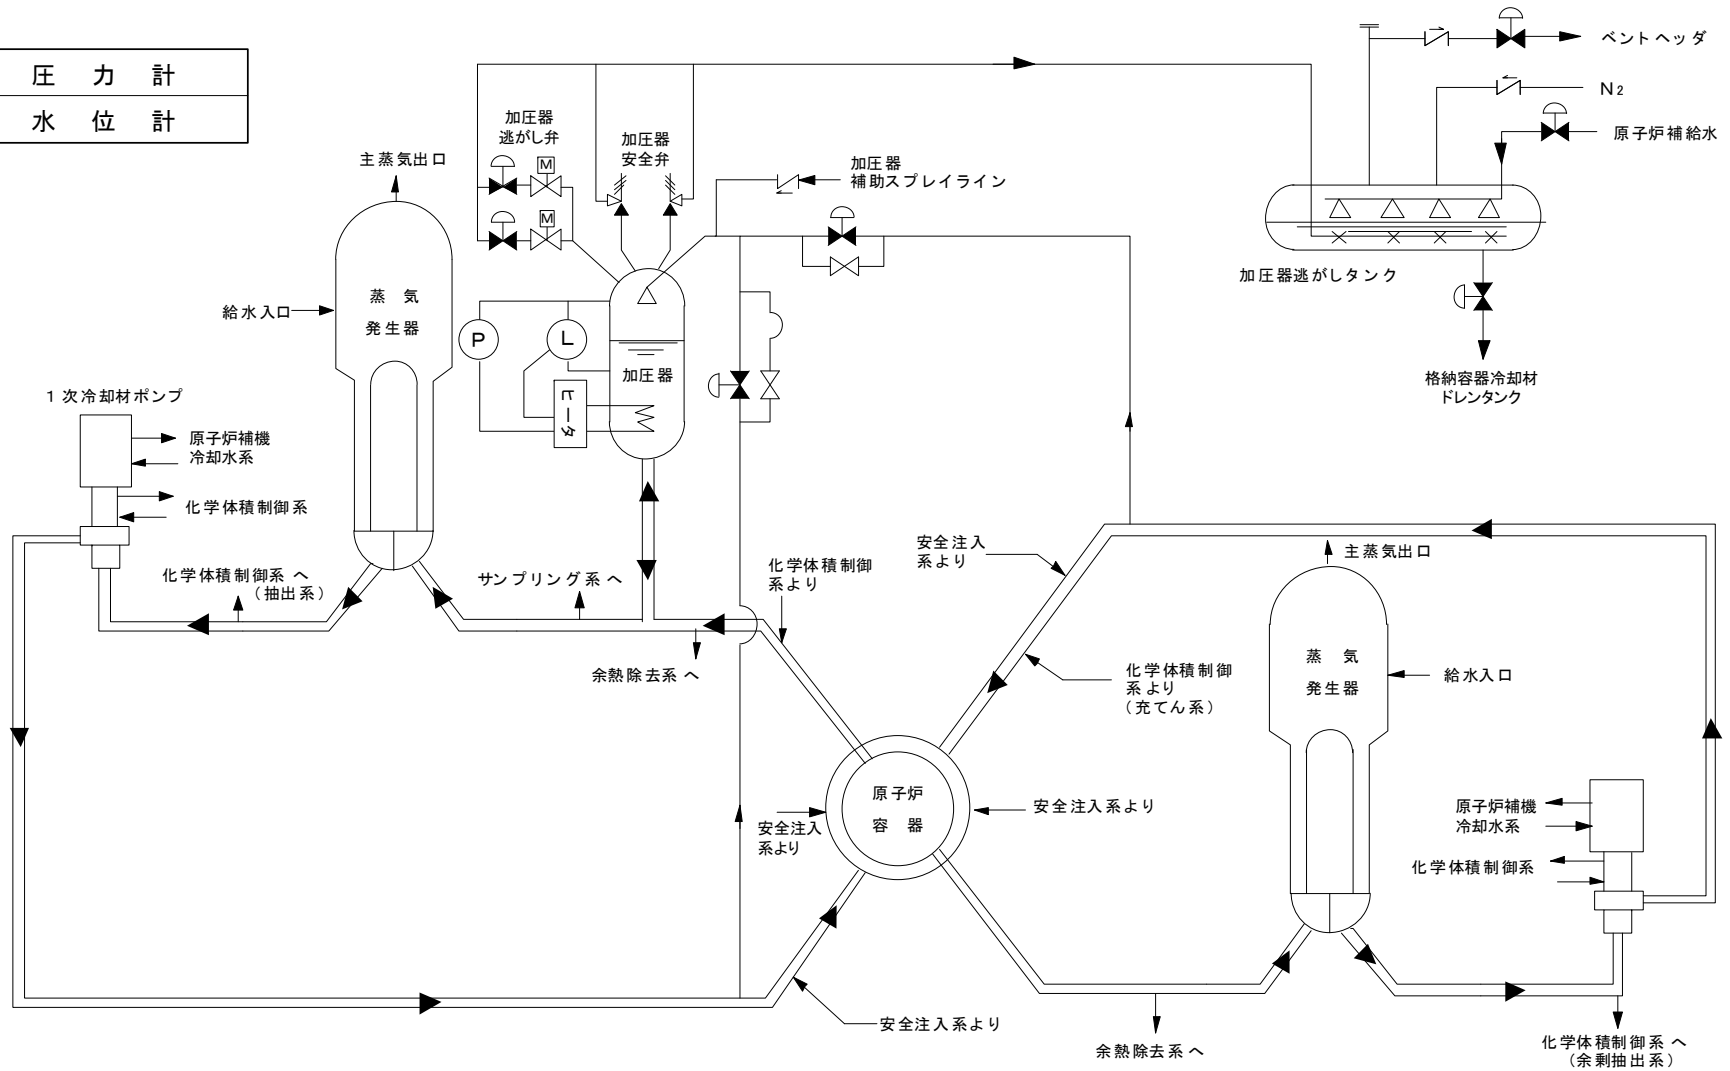 圧力計
水位計
ベントヘッダ
N₂
原子炉補給水
加圧器
逃がし弁
加圧器
安全弁
M
M
主蒸気出口
加圧器
補助スプレイライン
加圧器逃がしタンク
給水入口
蒸気
発生器
P
L
加圧器
ヒータ
格納容器冷却材
ドレンタンク
1次冷却材ポンプ
原子炉補機
冷却水系
化学体積制御系
化学体積制御系へ
(抽出系)
サンプリング系へ
化学体積制御
系より
安全注入
系より
主蒸気出口
余熱除去系へ
化学体積制御
系より
(充てん系)
蒸気
発生器
給水入口
原子炉
容器
安全注入
系より
安全注入系より
原子炉補機
冷却水系
化学体積制御系
安全注入系より
余熱除去系へ
化学体積制御系へ
(余剰抽出系)